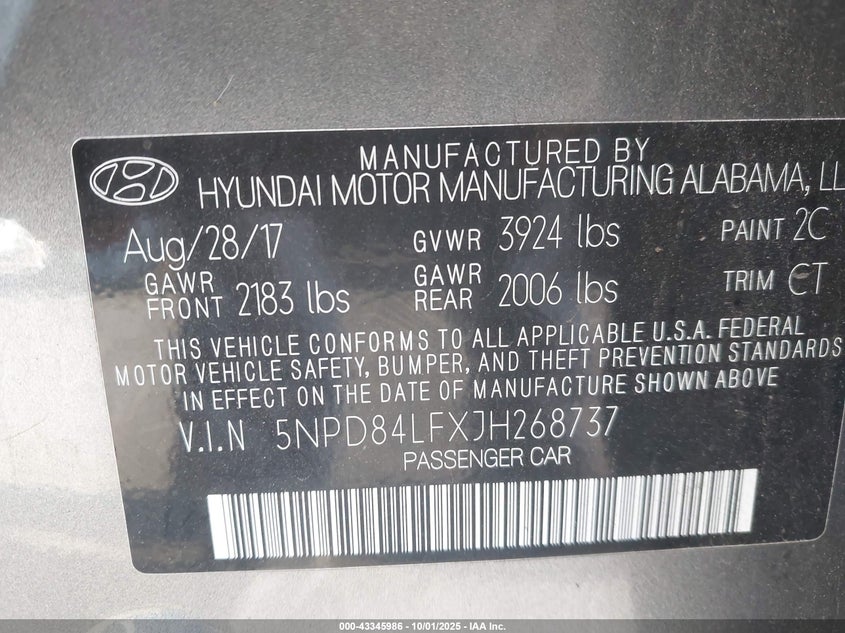 MANUFACTURED BY
HYUNDAI MOTOR MANUFACTURING ALABAMA, LL
Aug/28/17 GVWR 3924 lbs PAINT 2C
GAWR FRONT 2183 lbs GAWR REAR 2006 lbs TRIM CT
THIS VEHICLE CONFORMS TO ALL APPLICABLE U.S.A. FEDERAL
MOTOR VEHICLE SAFETY, BUMPER, AND THEFT PREVENTION STANDARDS
IN EFFECT ON THE DATE OF MANUFACTURE SHOWN ABOVE
V.I.N 5NPD84LFXJH268737
PASSENGER CAR
000-43345986 - 10/01/2025 - IAA Inc.